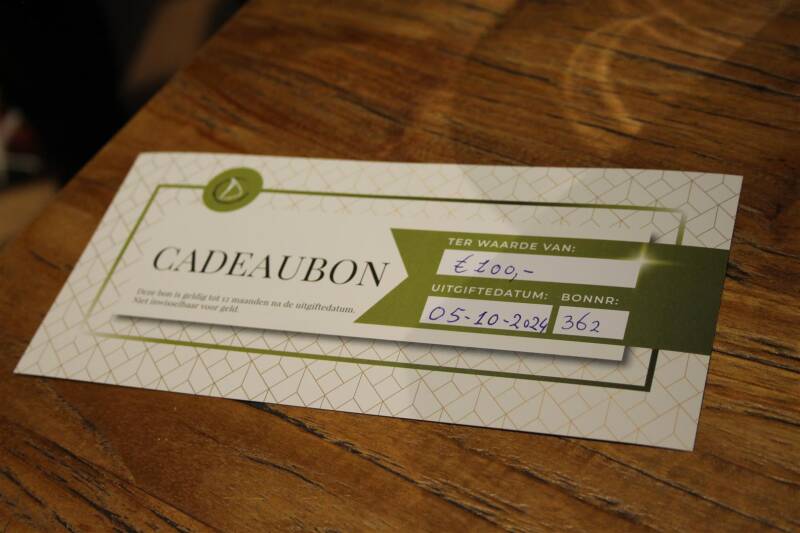 CADEAUBON
Deze bon is geldig tot 12 maanden na de uitgiftedatum.
Niet inwisselbaar voor geld.
TER WAARDE VAN:
€100,-
UITGIFTEDATUM: BONNR:
05-10-2024 362